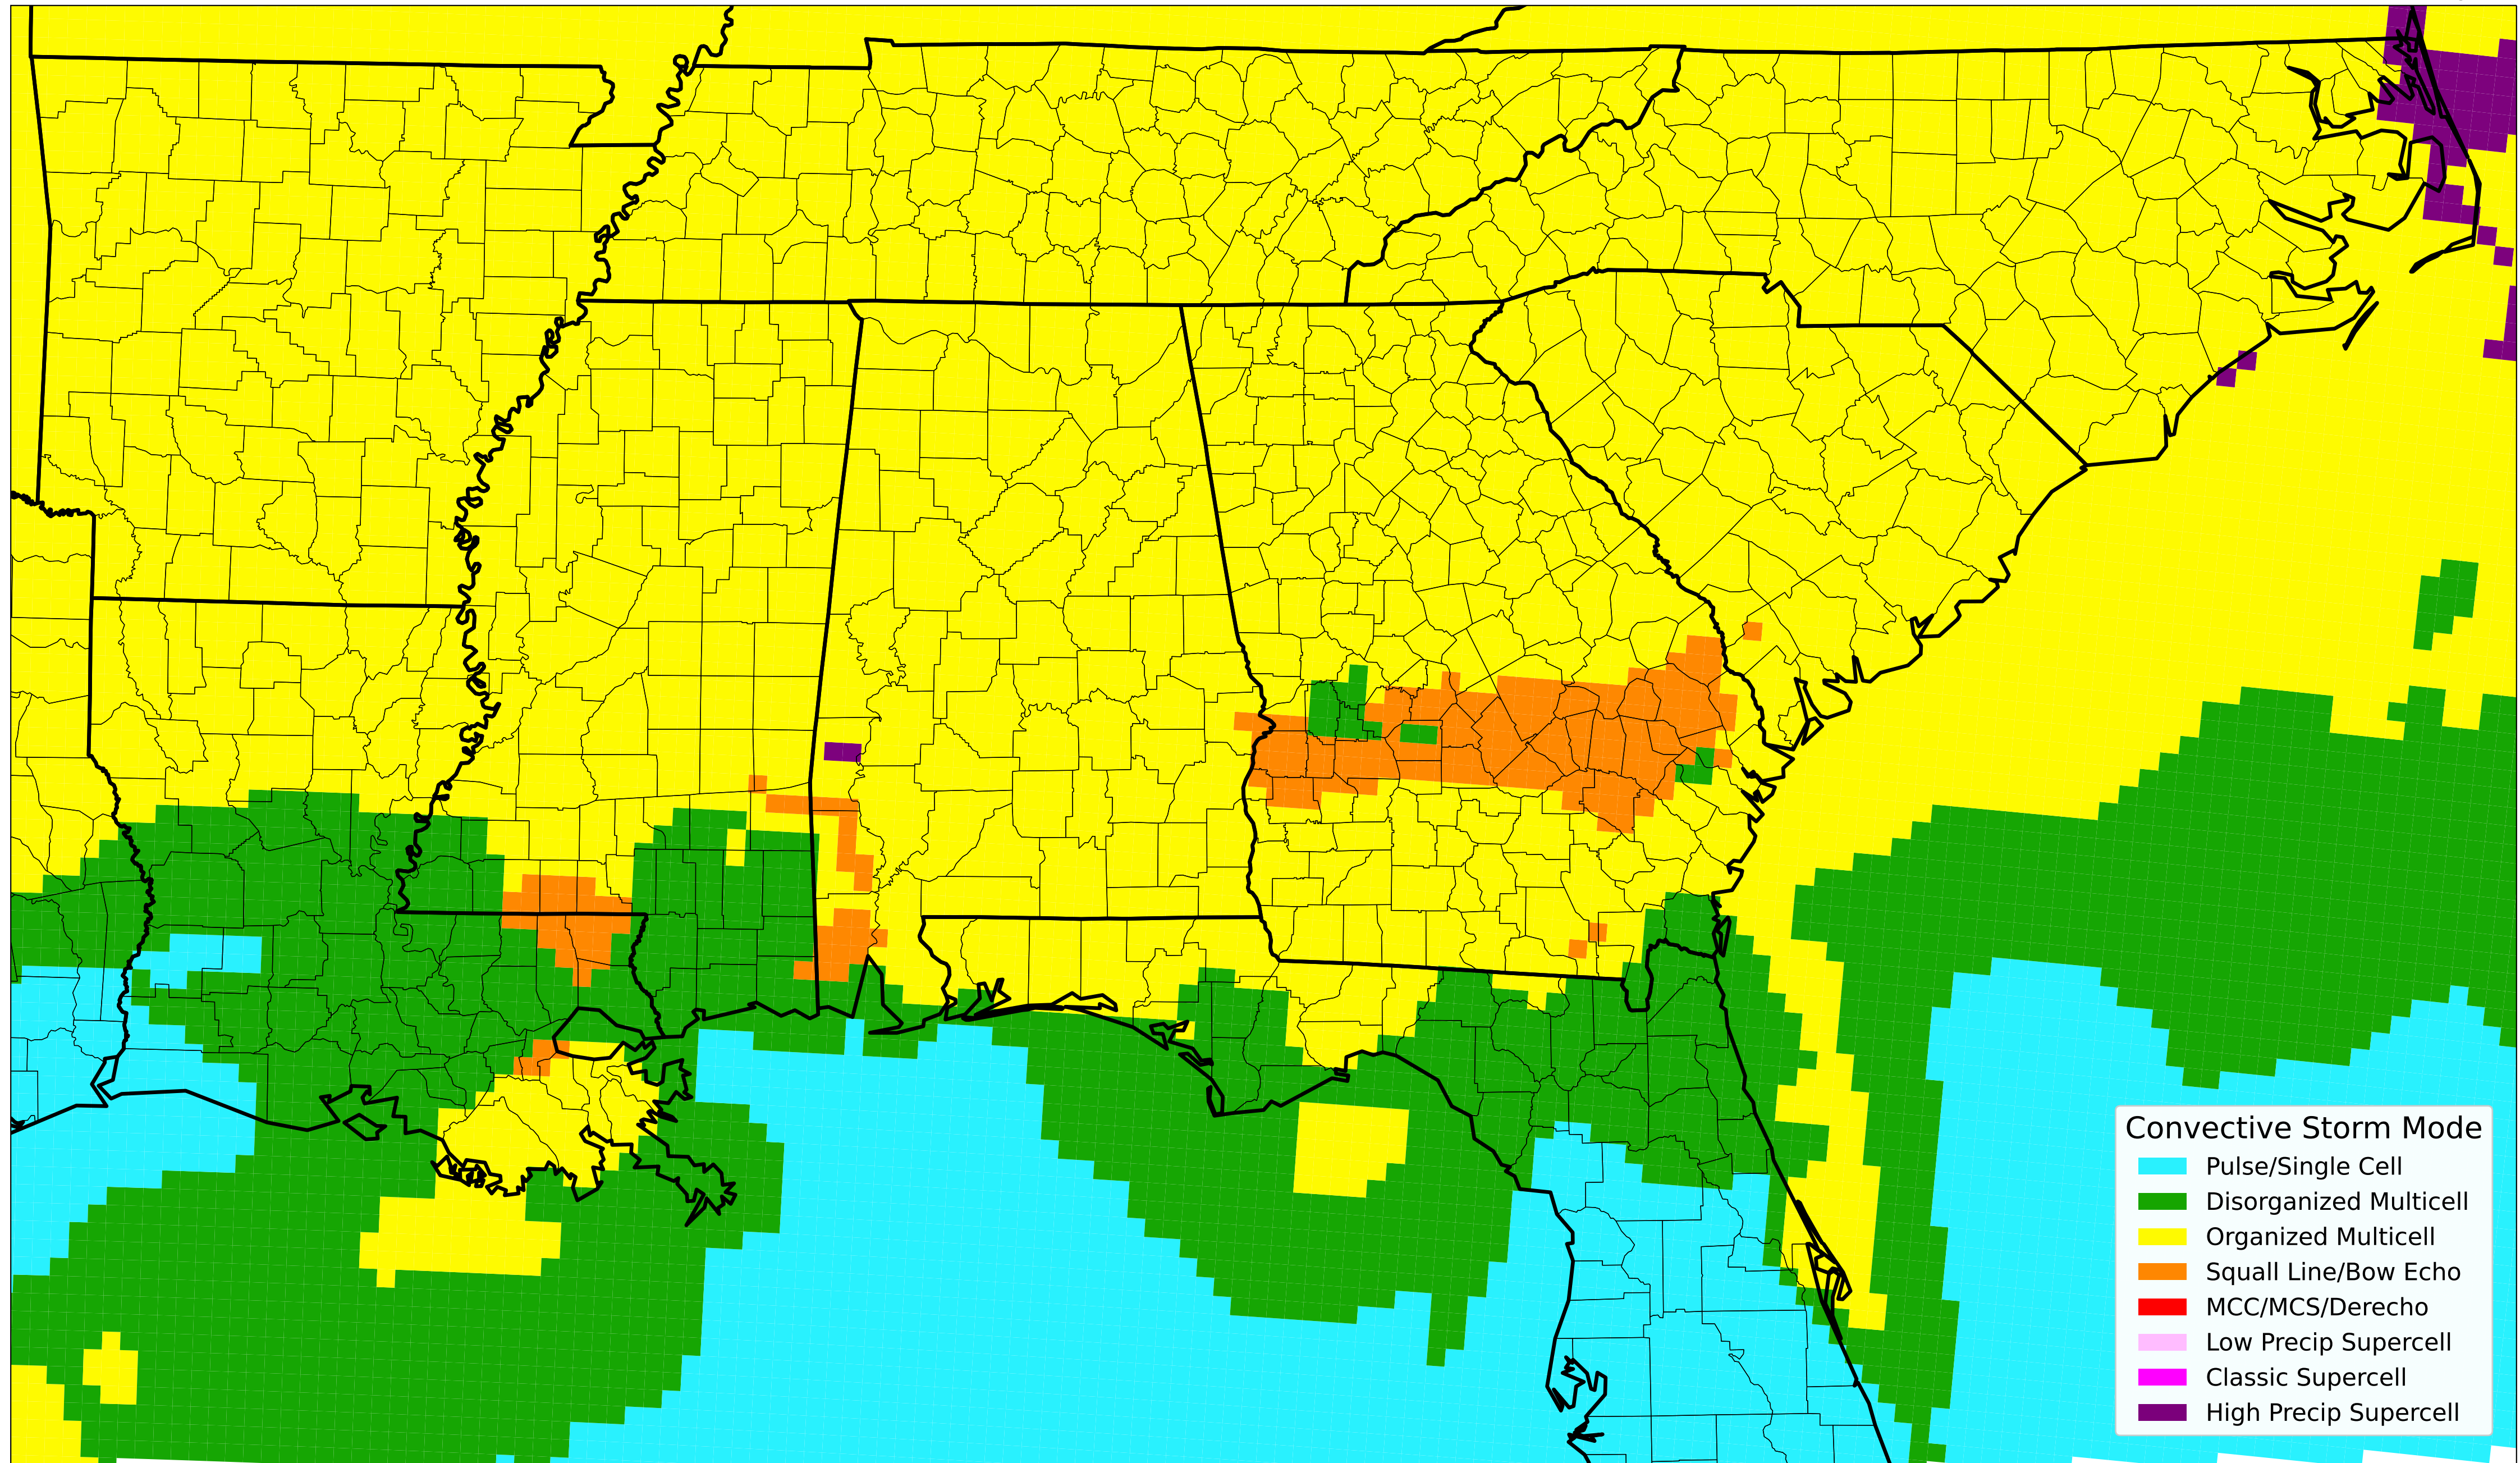 Convective Storm Mode
Pulse/Single Cell
Disorganized Multicell
Organized Multicell
Squall Line/Bow Echo
MCC/MCS/Derecho
Low Precip Supercell
Classic Supercell
High Precip Supercell